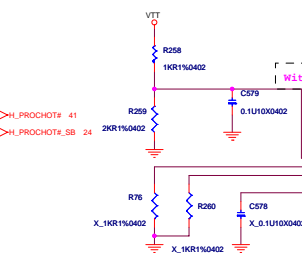 VTT
R258
1KR1%0402
Wit
C579
0.1U10X0402
H_PROCHOT# 41
R259
H_PROCHOT#_SB 24
2KR1%0402
R76
R260
C578
X_1KR1%0402
X_0.1U10X0402
X_1KR1%0402